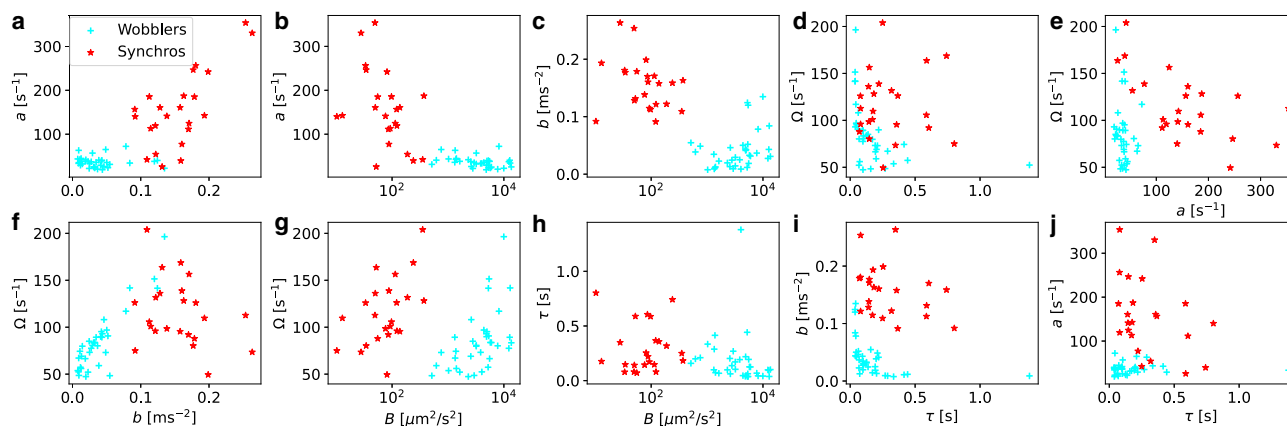 a
b
c
d
e
Wobblers
Synchros
a [s⁻¹]
300
200
100
0.0
0.1
0.2
a [s⁻¹]
300
200
100
10²
10⁴
b [ms⁻²]
0.2
0.1
0.0
10²
10⁴
Ω [s⁻¹]
200
150
100
50
0.0
0.5
1.0
Ω [s⁻¹]
200
150
100
50
100
200
300
a [s⁻¹]
f
g
h
i
j
Ω [s⁻¹]
200
150
100
50
0.0
0.1
0.2
b [ms⁻²]
Ω [s⁻¹]
200
150
100
50
10²
10⁴
B [μm²/s²]
τ [s]
1.0
0.5
0.0
10²
10⁴
B [μm²/s²]
b [ms⁻²]
0.2
0.1
0.0
0.0
0.5
1.0
τ [s]
a [s⁻¹]
300
200
100
0.0
0.5
1.0
τ [s]